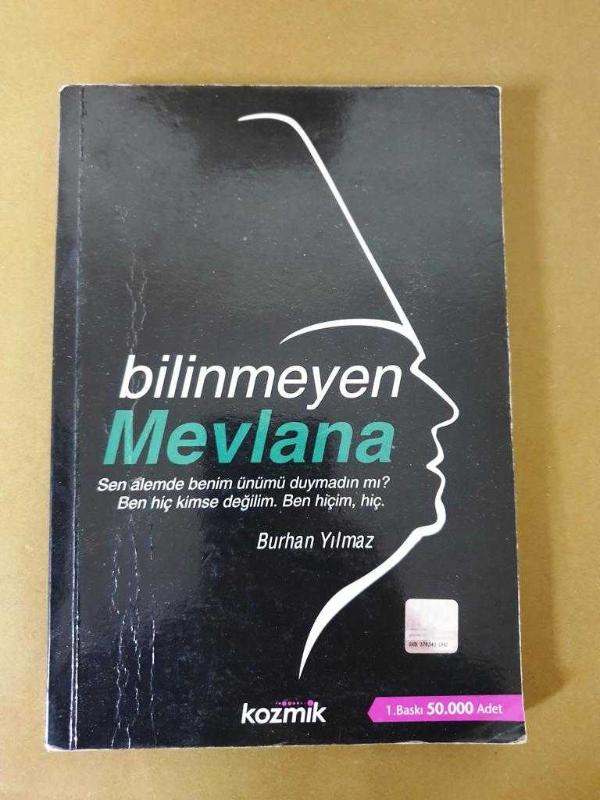 bilinmeyen
Mevlana
Sen alemde benim ünümü duymadın mı?
Ben hiç kimse değilim. Ben hiçim, hiç.
Burhan Yılmaz
kozmik
1.Baskı 50.000 Adet